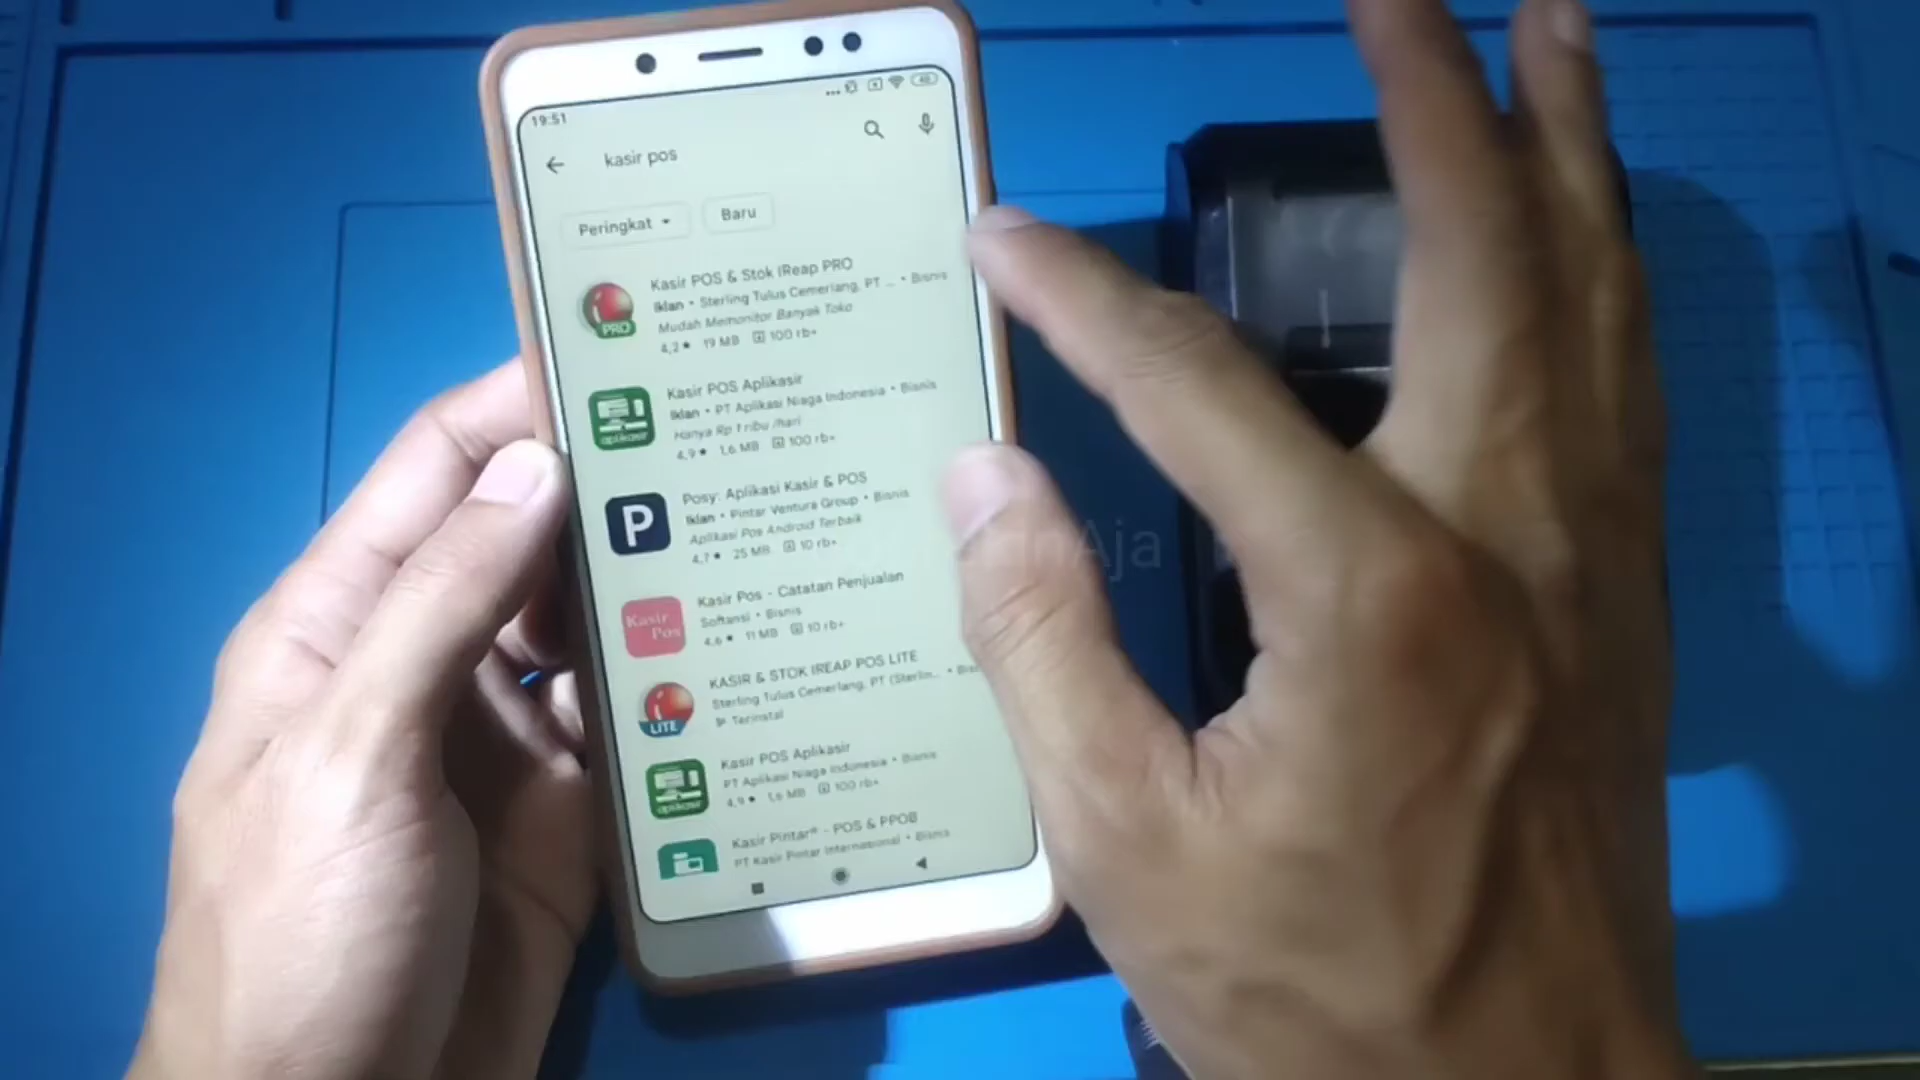 19:51
kasir pos
Peringkat
Baru
Kasir POS & Stok IReap PRO
Iklan • Sterling Tulus Cemerlang, PT ... • Bisnis
Mudah Memonitor Banyak Toko
4,2★ 19 MB 100 rb+
PRO
Kasir POS Aplikasir
Iklan • PT Aplikasi Niaga Indonesia • Bisnis
Hanya Rp 1 ribu /hari
4,9★ 1,6 MB 100 rb+
aplikasir
Posy: Aplikasi Kasir & POS
Iklan • Pintar Ventura Group • Bisnis
Aplikasi Pos Android Terbaik
4,7★ 25 MB 10 rb+
P
Kasir Pos - Catatan Penjualan
Softansi • Bisnis
4,6★ 11 MB 10 rb+
Kasir
Pos
KASIR & STOK IREAP POS LITE
Sterling Tulus Cemerlang, PT (Sterlin... • Bis
Terinstal
LITE
Kasir POS Aplikasir
PT Aplikasi Niaga Indonesia • Bisnis
4,9★ 1,6 MB 100 rb+
aplikasir
Kasir Pintar® - POS & PPOB
PT Kasir Pintar International • Bisnis
Aja